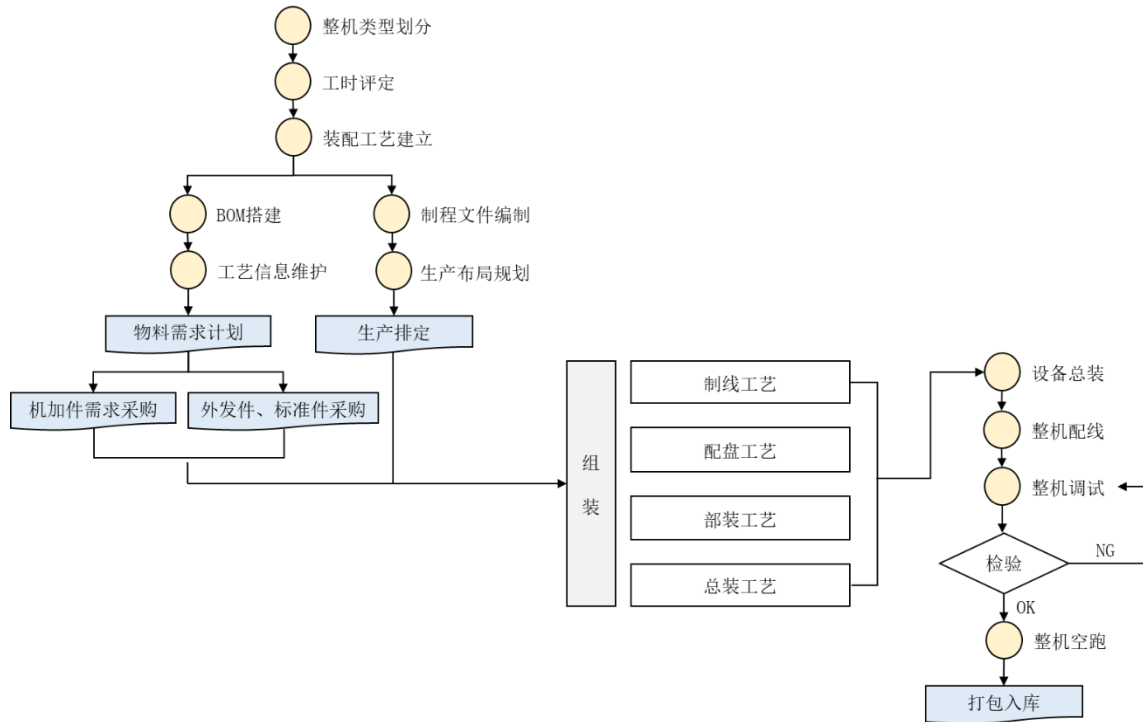 整机类型划分
工时评定
装配工艺建立
BOM搭建
制程文件编制
工艺信息维护
生产布局规划
物料需求计划
生产排定
机加件需求采购
外发件、标准件采购
组
装
制线工艺
配盘工艺
部装工艺
总装工艺
设备总装
整机配线
整机调试
检验
NG
OK
整机空跑
打包入库